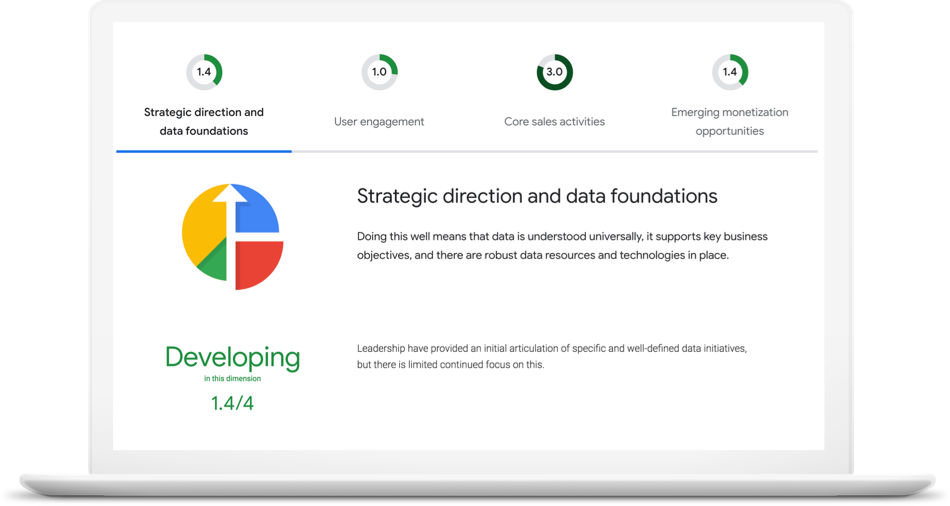 1.4
1.0
3.0
1.4
Strategic direction and
data foundations
User engagement
Core sales activities
Emerging monetization
opportunities
Strategic direction and data foundations
Doing this well means that data is understood universally, it supports key business
objectives, and there are robust data resources and technologies in place.
Developing
in this dimension
1.4/4
Leadership have provided an initial articulation of specific and well-defined data initiatives,
but there is limited continued focus on this.